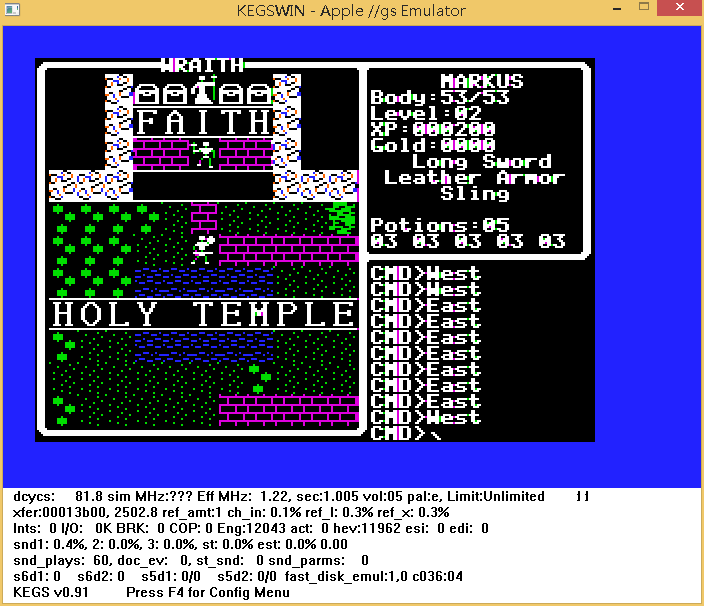 KEGSWIN - Apple //gs Emulator
WRAITH
FAITH
HOLY TEMPLE
MARKUS
Body:53/53
Level:02
XP:000200
Gold:0000
Long Sword
Leather Armor
Sling
Potions:05
03 03 03 03 03
CMD>West
CMD>West
CMD>East
CMD>East
CMD>East
CMD>East
CMD>East
CMD>East
CMD>East
CMD>West
CMD>
dcycs: 81.8 sim MHz:??? Eff MHz: 1.22, sec:1.005 vol:05 pal:e, Limit:Unlimited
xfer:00013b00, 2502.8 ref_amt:1 ch_in: 0.1% ref_l: 0.3% ref_x: 0.3%
Ints: 0 I/O: 0K BRK: 0 COP: 0 Eng:12043 act: 0 hev:11962 esi: 0 edi: 0
snd1: 0.4%, 2: 0.0%, 3: 0.0%, st: 0.0% est: 0.0% 0.00
snd_plays: 60, doc_ev: 0, st_snd: 0 snd_parms: 0
s6d1: 0 s6d2: 0 s5d1: 0/0 s5d2: 0/0 fast_disk_emul:1,0 c036:04
KEGS v0.91 Press F4 for Config Menu